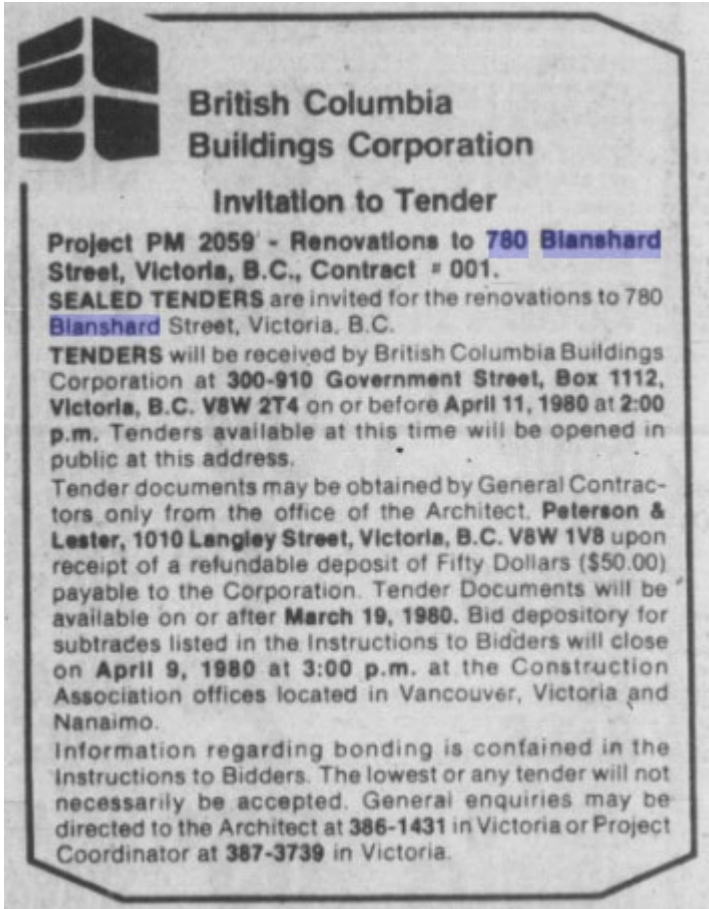 British Columbia
Buildings Corporation
Invitation to Tender
Project PM 2059 - Renovations to 780 Blanshard
Street, Victoria, B.C., Contract # 001.
SEALED TENDERS are invited for the renovations to 780
Blanshard Street, Victoria, B.C.
TENDERS will be received by British Columbia Buildings
Corporation at 300-910 Government Street, Box 1112,
Victoria, B.C. V8W 2T4 on or before April 11, 1980 at 2:00
p.m. Tenders available at this time will be opened in
public at this address.
Tender documents may be obtained by General Contrac-
tors only from the office of the Architect, Peterson &
Lester, 1010 Langley Street, Victoria, B.C. V8W 1V8 upon
receipt of a refundable deposit of Fifty Dollars ($50.00)
payable to the Corporation. Tender Documents will be
available on or after March 19, 1980. Bid depository for
subtrades listed in the Instructions to Bidders will close
on April 9, 1980 at 3:00 p.m. at the Construction
Association offices located in Vancouver, Victoria and
Nanaimo.
Information regarding bonding is contained in the
Instructions to Bidders. The lowest or any tender will not
necessarily be accepted. General enquiries may be
directed to the Architect at 386-1431 in Victoria or Project
Coordinator at 387-3739 in Victoria.